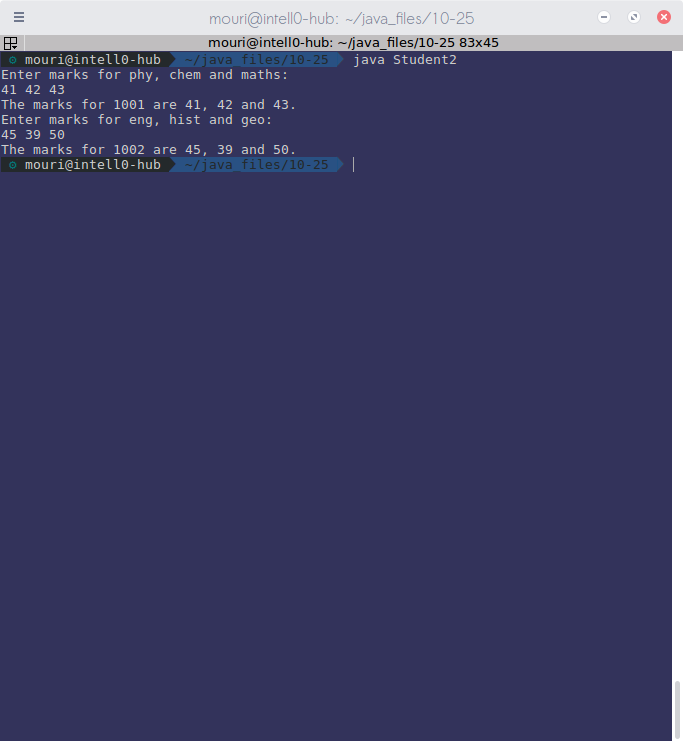 mouri@intell0-hub: ~/java_files/10-25
mouri@intell0-hub: ~/java_files/10-25 83x45
mouri@intell0-hub ~/java_files/10-25 java Student2
Enter marks for phy, chem and maths:
41 42 43
The marks for 1001 are 41, 42 and 43.
Enter marks for eng, hist and geo:
45 39 50
The marks for 1002 are 45, 39 and 50.
mouri@intell0-hub ~/java_files/10-25